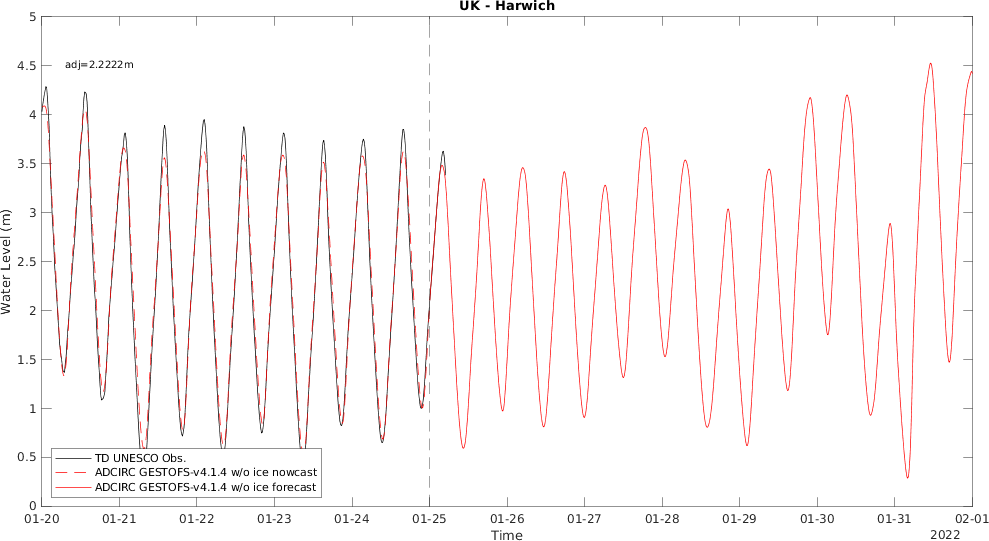 UK - Harwich
adj=2.2222m
Water Level (m)
5
4.5
4
3.5
3
2.5
2
1.5
1
0.5
0
TD UNESCO Obs.
ADCIRC GESTOFS-v4.1.4 w/o ice nowcast
ADCIRC GESTOFS-v4.1.4 w/o ice forecast
01-20 01-21 01-22 01-23 01-24 01-25 01-26 01-27 01-28 01-29 01-30 01-31 02-01
Time
2022